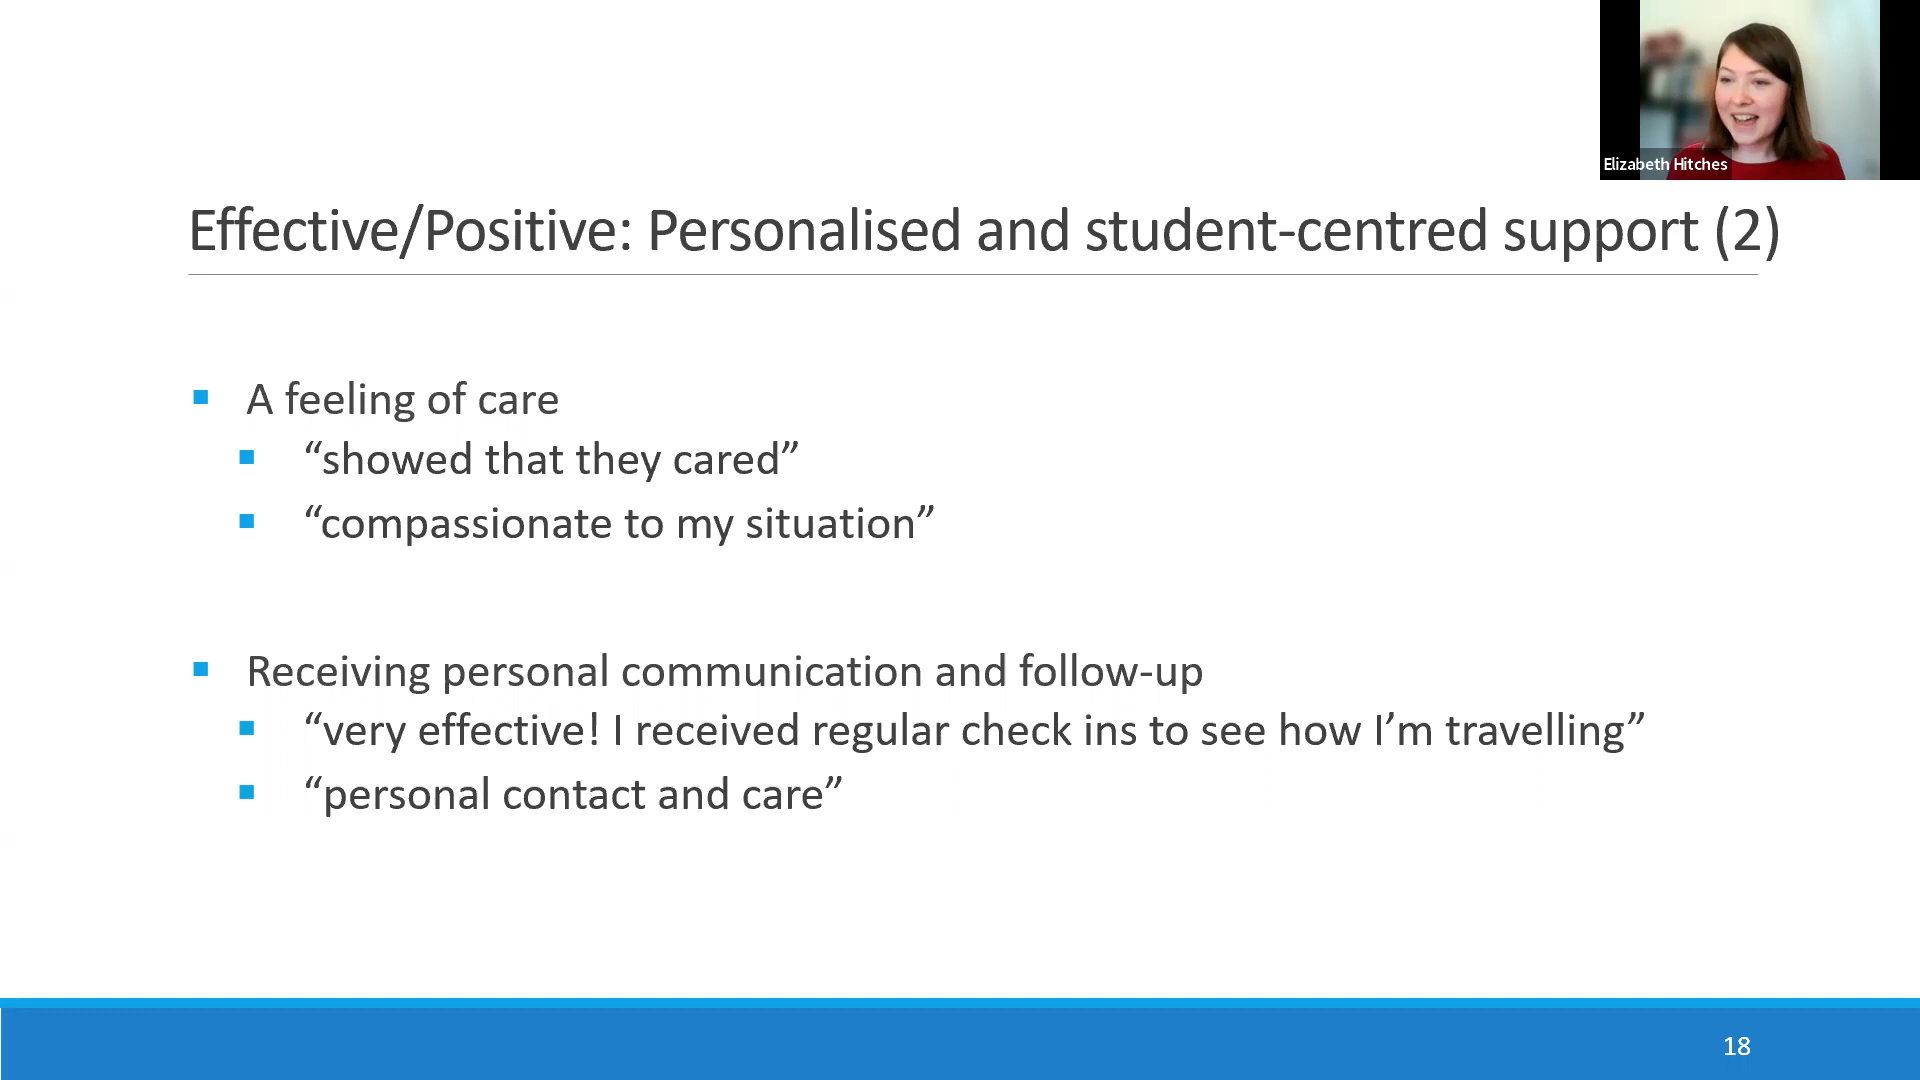 Elizabeth Hitches
Effective/Positive: Personalised and student-centred support (2)
A feeling of care
“showed that they cared”
“compassionate to my situation”
Receiving personal communication and follow-up
“very effective! I received regular check ins to see how I’m travelling”
“personal contact and care”
18